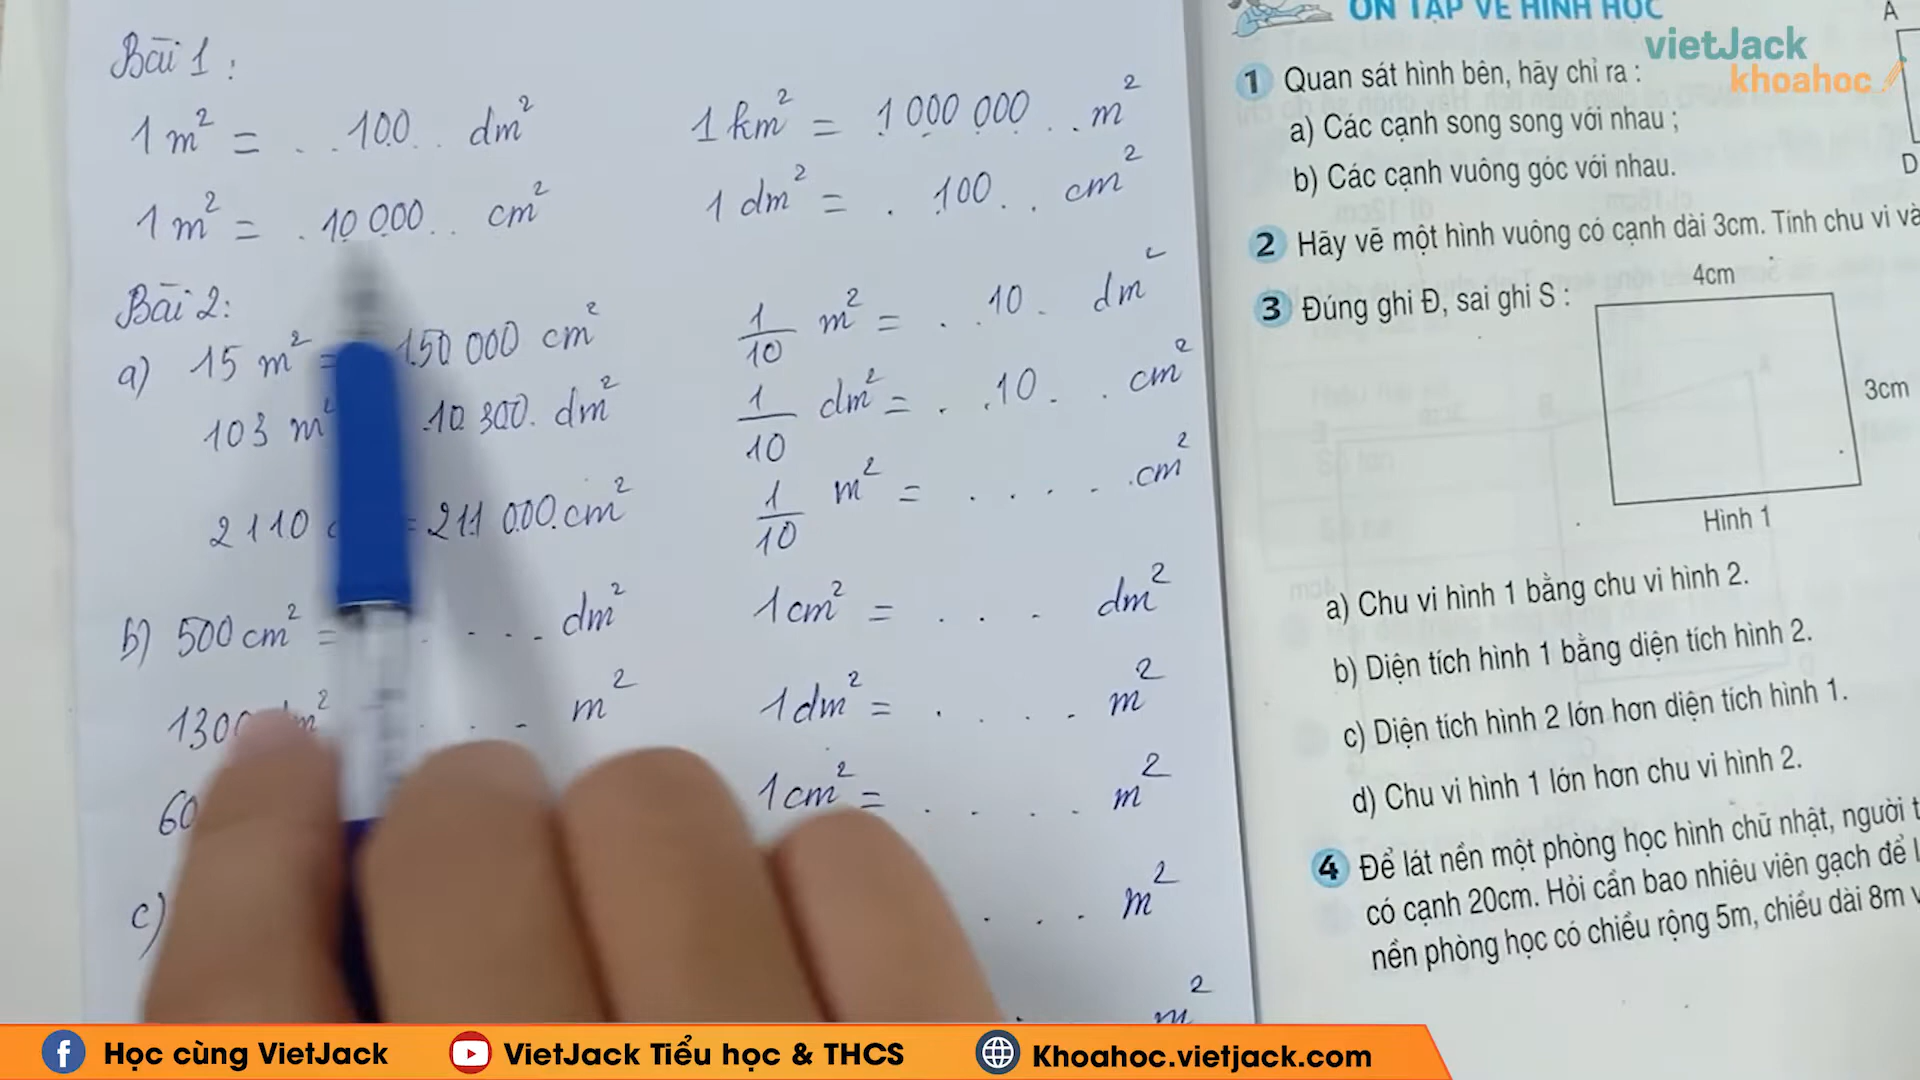 Bài 1:
1 m² = . . 100 . . dm²
1 km² = 1 000 000 . . m²
1 m² = . 10 000 . . cm²
1 dm² = . 100 . . cm²
Bài 2:
a) 15 m² = 150 000 cm²
103 m² 10 300. dm²
2110 = 211 000. cm²
1/10 m² = . . 10 . dm²
1/10 dm² = . . 10 . . cm²
1/10 m² = . . . . . cm²
b) 500 cm² = . . . . dm²
1300 m² . . . m²
60
c)
1 cm² = . . . dm²
1 dm² = . . . . m²
1 cm² = . . . . m²
. . . m²
m²
ÔN TẬP VỀ HÌNH HỌC
vietJack
khoahoc
1 Quan sát hình bên, hãy chỉ ra :
a) Các cạnh song song với nhau ;
b) Các cạnh vuông góc với nhau.
A
D
2 Hãy vẽ một hình vuông có cạnh dài 3cm. Tính chu vi và
3 Đúng ghi Đ, sai ghi S :
4cm
3cm
Hình 1
a) Chu vi hình 1 bằng chu vi hình 2.
b) Diện tích hình 1 bằng diện tích hình 2.
c) Diện tích hình 2 lớn hơn diện tích hình 1.
d) Chu vi hình 1 lớn hơn chu vi hình 2.
4 Để lát nền một phòng học hình chữ nhật, người t
có cạnh 20cm. Hỏi cần bao nhiêu viên gạch để l
nền phòng học có chiều rộng 5m, chiều dài 8m v
Học cùng VietJack
VietJack Tiểu học & THCS
Khoahoc.vietjack.com